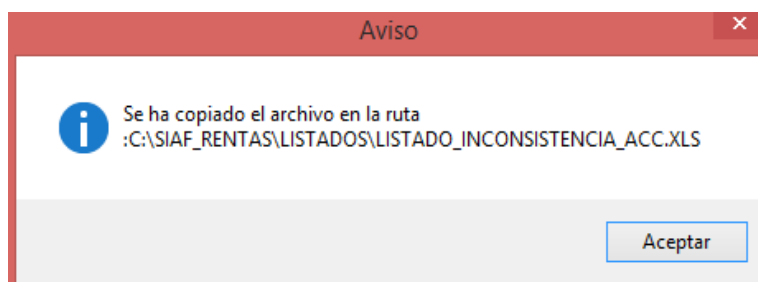 Aviso
Se ha copiado el archivo en la ruta
:C:\SIAF_RENTAS\LISTADOS\LISTADO_INCONSISTENCIA_ACC.XLS
Aceptar